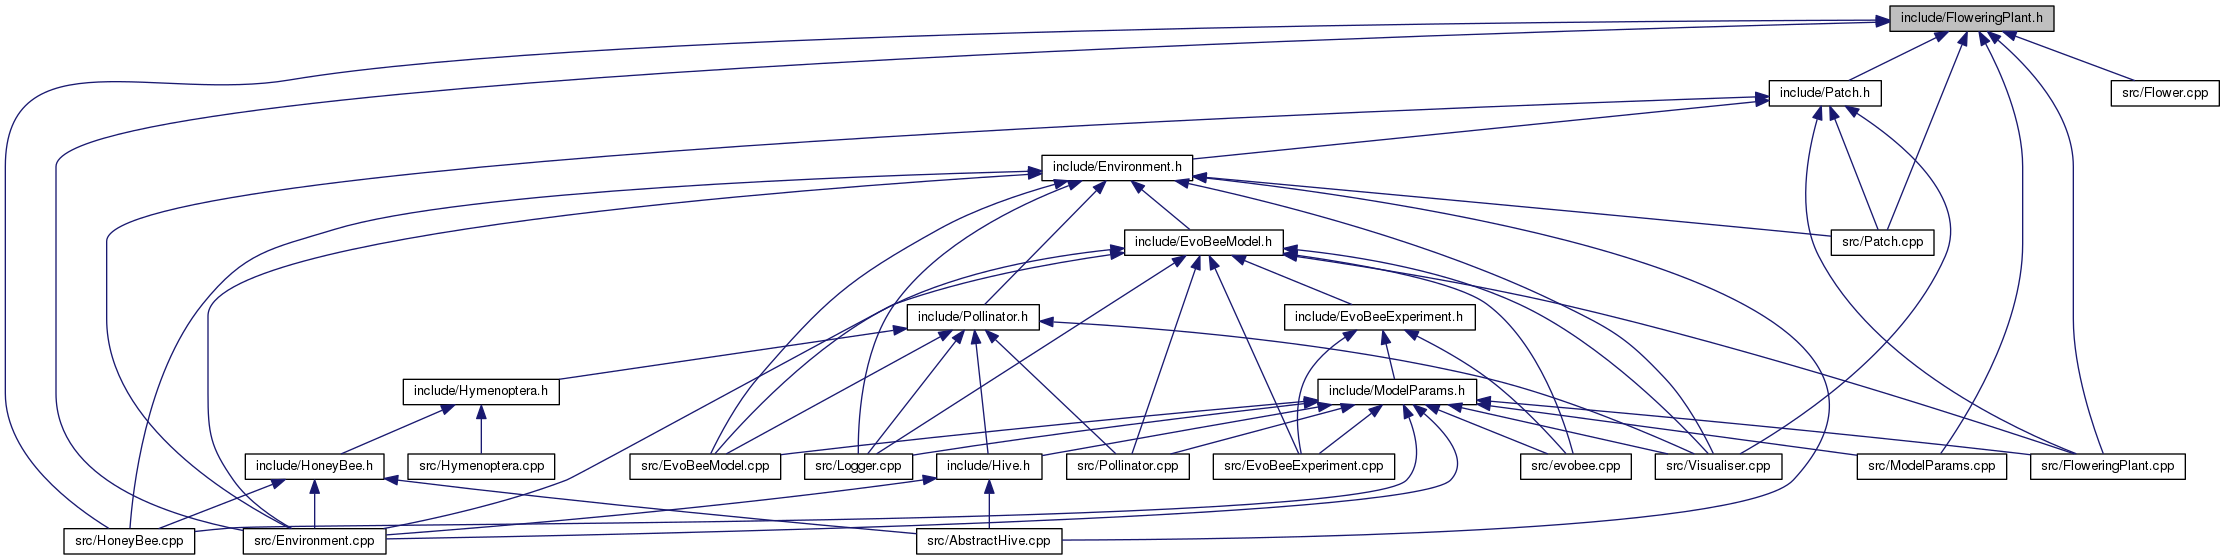 include/FloweringPlant.h
include/Patch.h
src/Flower.cpp
include/Environment.h
include/EvoBeeModel.h
src/Patch.cpp
include/Pollinator.h
include/EvoBeeExperiment.h
include/Hymenoptera.h
include/ModelParams.h
include/HoneyBee.h
src/Hymenoptera.cpp
src/EvoBeeModel.cpp
src/Logger.cpp
include/Hive.h
src/Pollinator.cpp
src/EvoBeeExperiment.cpp
src/evobee.cpp
src/Visualiser.cpp
src/ModelParams.cpp
src/FloweringPlant.cpp
src/HoneyBee.cpp
src/Environment.cpp
src/AbstractHive.cpp